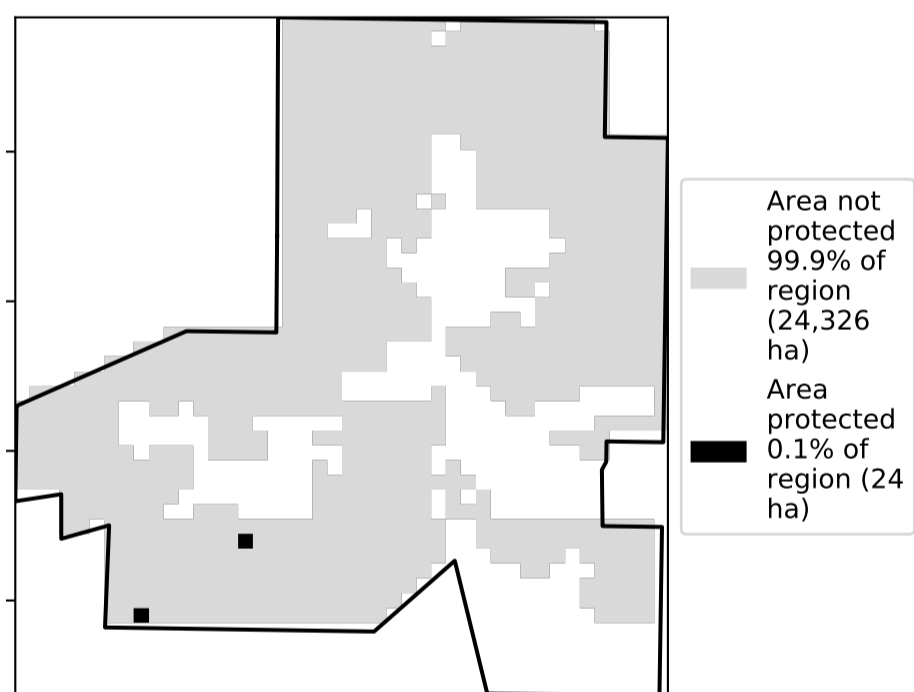 Area not
protected
99.9% of
region
(24,326
ha)
Area
protected
0.1% of
region (24
ha)